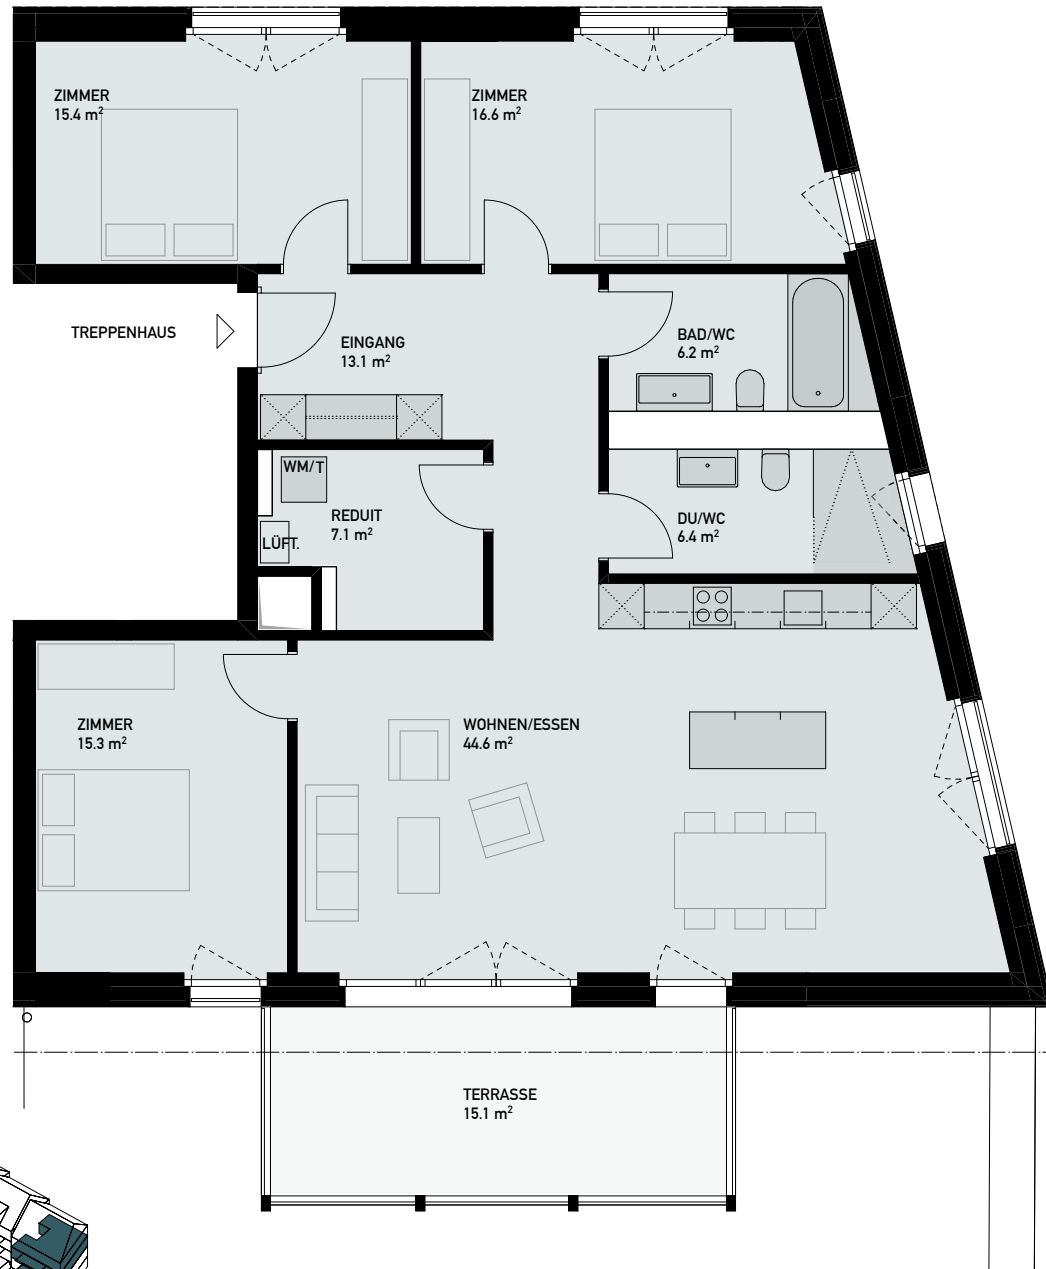 ZIMMER
15.4 m²
ZIMMER
16.6 m²
TREPPENHAUS
EINGANG
13.1 m²
BAD/WC
6.2 m²
WM/T
REDUIT
7.1 m²
LÜFT.
DU/WC
6.4 m²
ZIMMER
15.3 m²
WOHNEN/ESSEN
44.6 m²
TERRASSE
15.1 m²